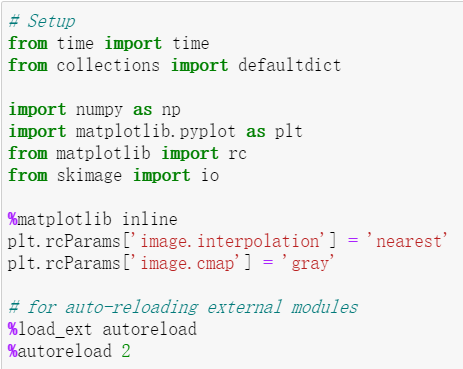 # Setup
from time import time
from collections import defaultdict
import numpy as np
import matplotlib.pyplot as plt
from matplotlib import rc
from skimage import io
%matplotlib inline
plt.rcParams['image.interpolation'] = 'nearest'
plt.rcParams['image.cmap'] = 'gray'
# for auto-reloading external modules
%load_ext autoreload
%autoreload 2